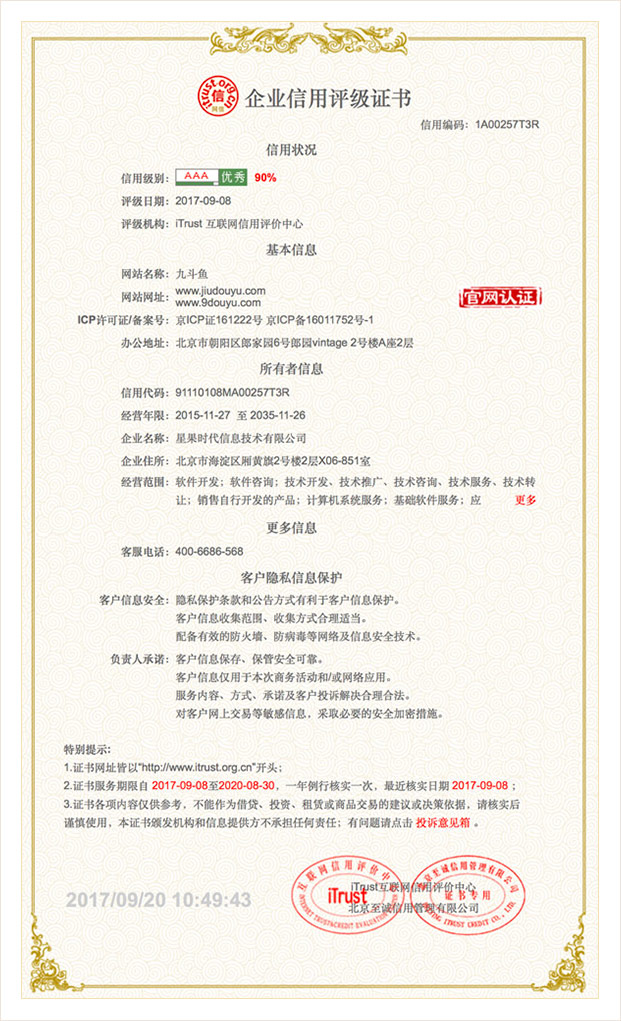 itrust.org.cn
信
网信
企业信用评级证书
信用编码：1A00257T3R
信用状况
信用级别： AAA 优秀 90%
评级日期：2017-09-08
评级机构：iTrust 互联网信用评价中心
基本信息
网站名称：九斗鱼
网站网址：www.jiudouyu.com
www.9douyu.com
官网认证
ICP许可证/备案号：京ICP证161222号 京ICP备16011752号-1
办公地址：北京市朝阳区郎家园6号郎园vintage 2号楼A座2层
所有者信息
信用代码：91110108MA00257T3R
经营年限：2015-11-27 至 2035-11-26
企业名称：星果时代信息技术有限公司
企业住所：北京市海淀区厢黄旗2号楼2层X06-851室
经营范围：软件开发；软件咨询；技术开发、技术推广、技术咨询、技术服务、技术转
让；销售自行开发的产品；计算机系统服务；基础软件服务；应 更多
更多信息
客服电话：400-6686-568
客户隐私信息保护
客户信息安全：隐私保护条款和公告方式有利于客户信息保护。
客户信息收集范围、收集方式合理适当。
配备有效的防火墙、防病毒等网络及信息安全技术。
负责人承诺：客户信息保存、保管安全可靠。
客户信息仅用于本次商务活动和/或网络应用。
服务内容、方式、承诺及客户投诉解决合理合法。
对客户网上交易等敏感信息，采取必要的安全加密措施。
特别提示：
1.证书网址皆以"http://www.itrust.org.cn"开头；
2.证书服务期限自 2017-09-08至2020-08-30，一年例行核实一次，最近核实日期 2017-09-08 ；
3.证书各项内容仅供参考，不能作为借贷、投资、租赁或商品交易的建议或决策依据，请核实后
谨慎使用，本证书颁发机构和信息提供方不承担任何责任；有问题请点击 投诉意见箱 。
2017/09/20 10:49:43
互联网信用评价中心
iTrust
INTERNET TRUST&CREDIT EVALUATION
iTrust互联网信用评价中心
北京至诚信用管理有限公司
北京至诚信用管理有限公司
证书专用
ITRUST CREDIT CO., LTD.